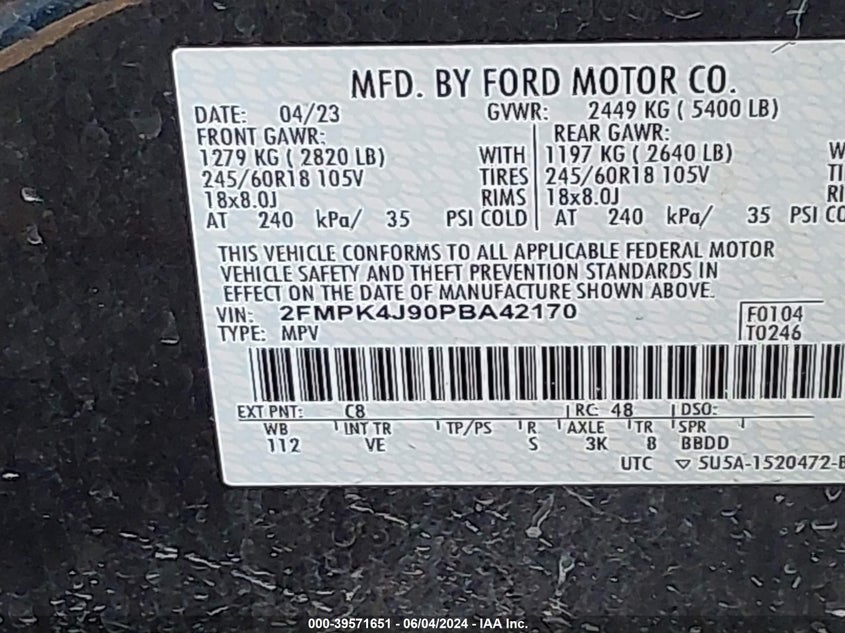 MFD. BY FORD MOTOR CO.
DATE: 04/23 GVWR: 2449 KG ( 5400 LB)
FRONT GAWR: REAR GAWR:
1279 KG ( 2820 LB) WITH 1197 KG ( 2640 LB) W
245/60R18 105V TIRES 245/60R18 105V TI
18x8.0J RIMS 18x8.0J RI
AT 240 kPa/ 35 PSI COLD AT 240 kPa/ 35 PSI CO
THIS VEHICLE CONFORMS TO ALL APPLICABLE FEDERAL MOTOR
VEHICLE SAFETY AND THEFT PREVENTION STANDARDS IN
EFFECT ON THE DATE OF MANUFACTURE SHOWN ABOVE.
VIN: 2FMPK4J90PBA42170 F0104
TYPE: MPV T0246
EXT PNT: C8 RC: 48 DSO:
WB INT TR TP/PS R AXLE TR SPR
112 VE S 3K 8 BBDD
UTC ▽ SU5A-1520472-B
000-39571651 - 06/04/2024 - IAA Inc.